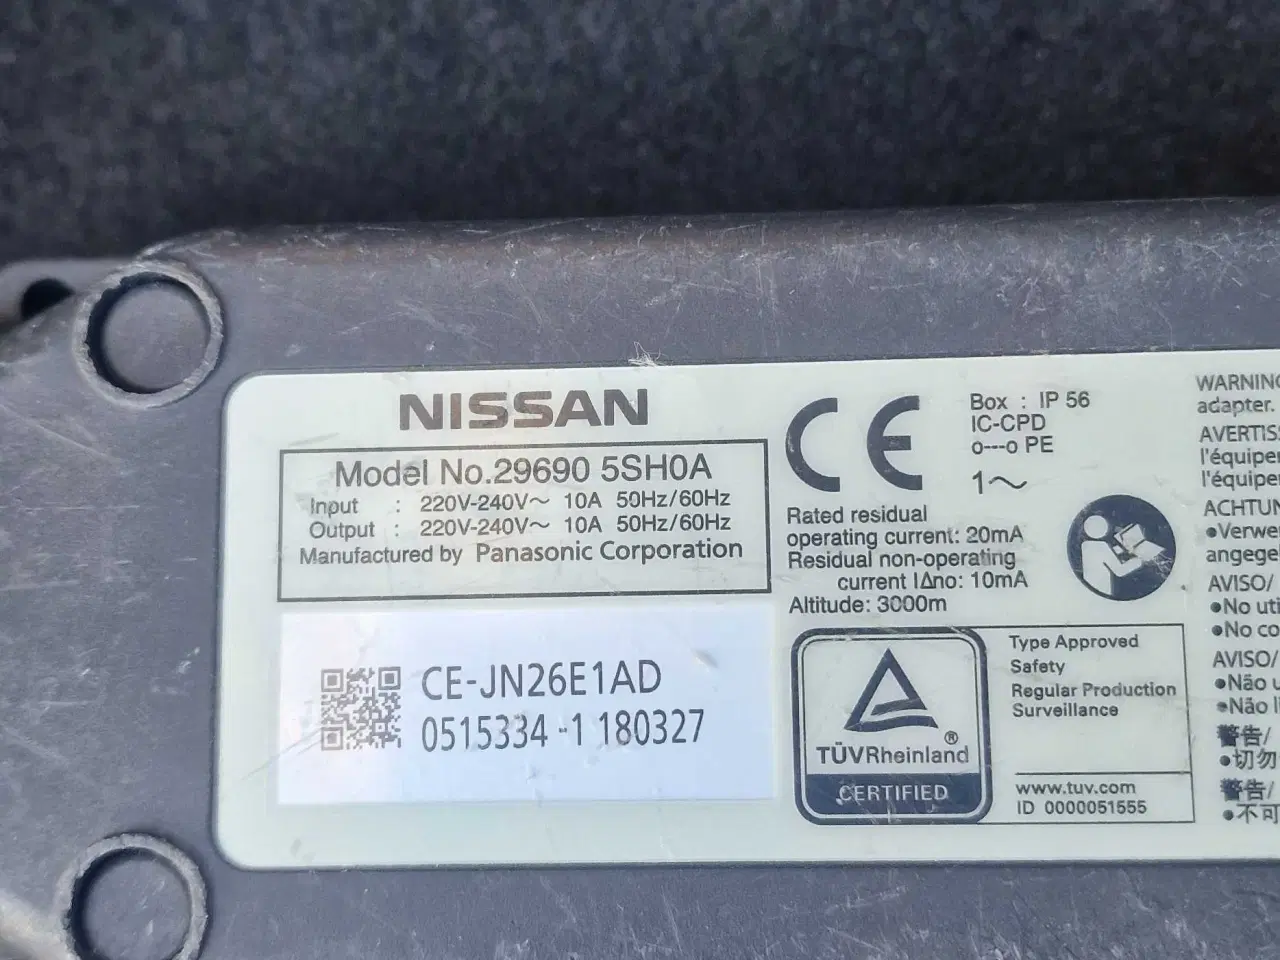 NISSAN
Model No.29690 5SH0A
Input : 220V-240V～ 10A 50Hz/60Hz
Output : 220V-240V～ 10A 50Hz/60Hz
Manufactured by Panasonic Corporation
CE-JN26E1AD
0515334 -1 180327
CE
Box : IP 56
IC-CPD
o---o PE
1～
Rated residual
operating current: 20mA
Residual non-operating
current I∆no: 10mA
Altitude: 3000m
TÜVRheinland®
CERTIFIED
Type Approved
Safety
Regular Production
Surveillance
www.tuv.com
ID 0000051555
WARNING
adapter.
AVERTISS
l'équipe
l'équipe
ACHTUN
•Verwe
angege
AVISO/
•No uti
•No co
AVISO/
•Não u
•Não li
警告/
•切勿
警告/
•不可